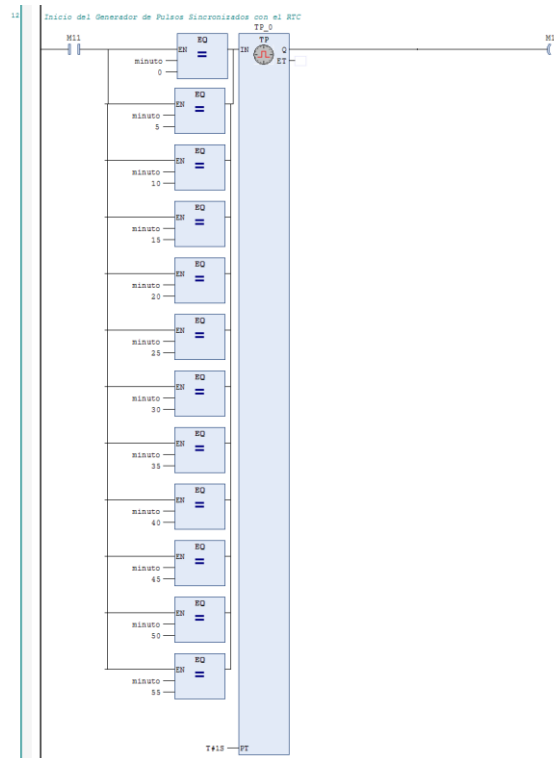 12 Inicio del Generador de Pulsos Sincronizados con el RTC
TP_0
M11 EQ TP M1
EN = IN Q
minuto ET
0
EQ
EN =
minuto
5
EQ
EN =
minuto
10
EQ
EN =
minuto
15
EQ
EN =
minuto
20
EQ
EN =
minuto
25
EQ
EN =
minuto
30
EQ
EN =
minuto
35
EQ
EN =
minuto
40
EQ
EN =
minuto
45
EQ
EN =
minuto
50
EQ
EN =
minuto
55
T#1S PT